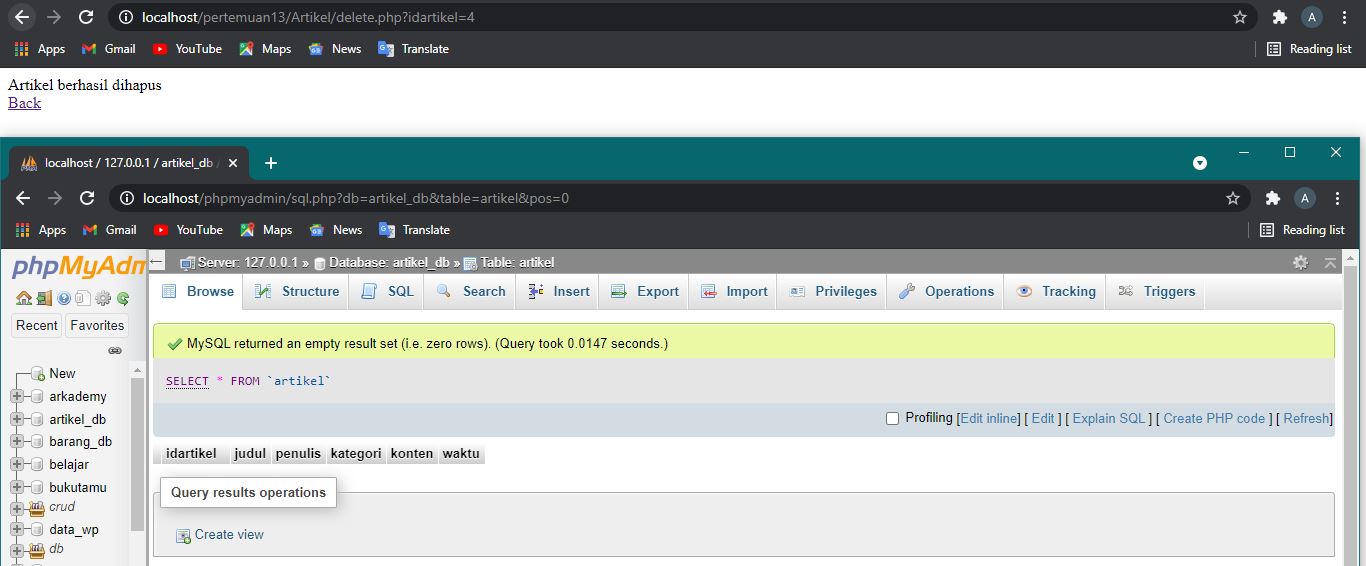 localhost/pertemuan13/Artikel/delete.php?idartikel=4
A
Apps Gmail YouTube Maps News Translate Reading list
Artikel berhasil dihapus
Back
localhost / 127.0.0.1 / artikel_db /
localhost/phpmyadmin/sql.php?db=artikel_db&table=artikel&pos=0
A
Apps Gmail YouTube Maps News Translate Reading list
phpMyAdm
Server: 127.0.0.1 » Database: artikel_db » Table: artikel
Browse Structure SQL Search Insert Export Import Privileges Operations Tracking Triggers
Recent Favorites
New
arkademy
artikel_db
barang_db
belajar
bukutamu
crud
data_wp
db
MySQL returned an empty result set (i.e. zero rows). (Query took 0.0147 seconds.)
SELECT * FROM `artikel`
Profiling [Edit inline] [ Edit ] [ Explain SQL ] [ Create PHP code ] [ Refresh]
idartikel judul penulis kategori konten waktu
Query results operations
Create view